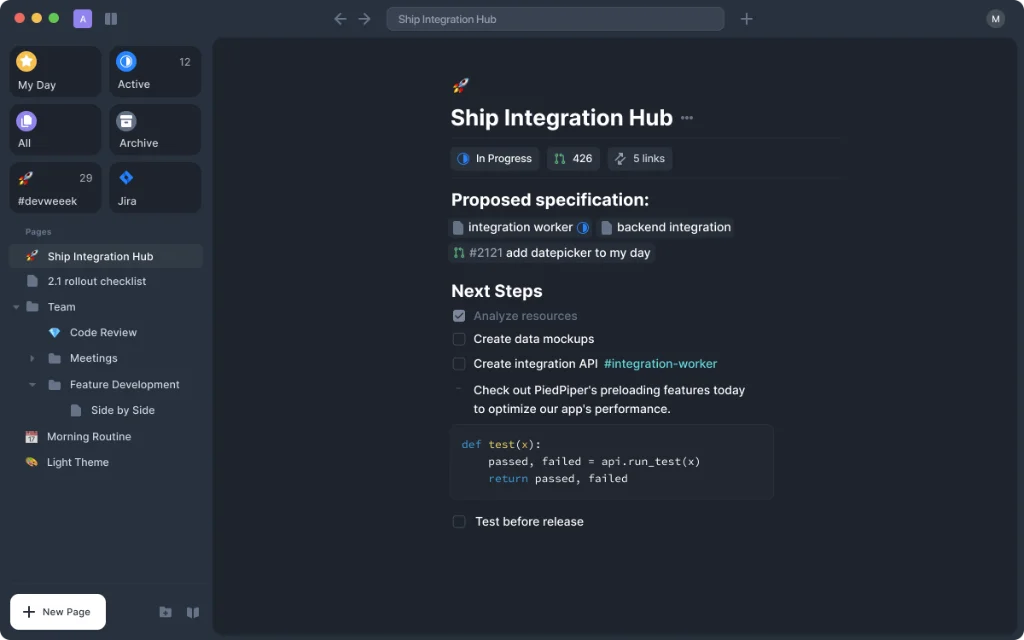 A
Ship Integration Hub
M
My Day
Active 12
All
Archive
#devweeek 29
Jira
Pages
Ship Integration Hub
2.1 rollout checklist
Team
Code Review
Meetings
Feature Development
Side by Side
Morning Routine
Light Theme
New Page
Ship Integration Hub
In Progress 426 5 links
Proposed specification:
integration worker backend integration
#2121 add datepicker to my day
Next Steps
Analyze resources
Create data mockups
Create integration API #integration-worker
Check out PiedPiper's preloading features today
to optimize our app's performance.
def test(x):
passed, failed = api.run_test(x)
return passed, failed
Test before release